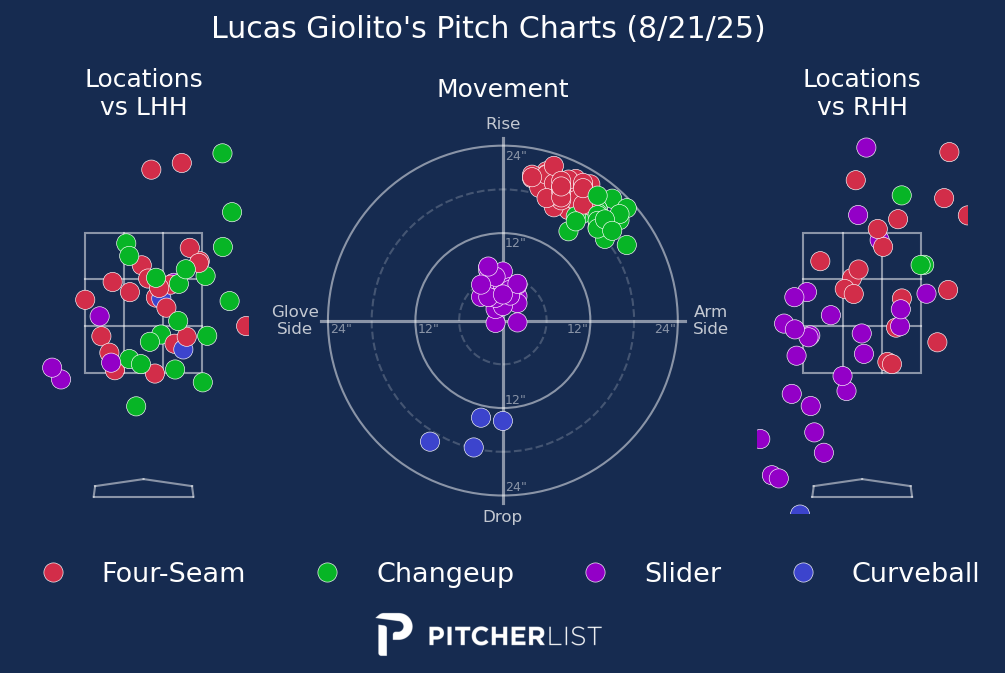 Lucas Giolito's Pitch Charts (8/21/25)
Locations
vs LHH
Movement
Locations
vs RHH
Rise
24"
12"
Glove
Side
24"
12"
12"
24"
Arm
Side
12"
24"
Drop
Four-Seam
Changeup
Slider
Curveball
PITCHERLIST